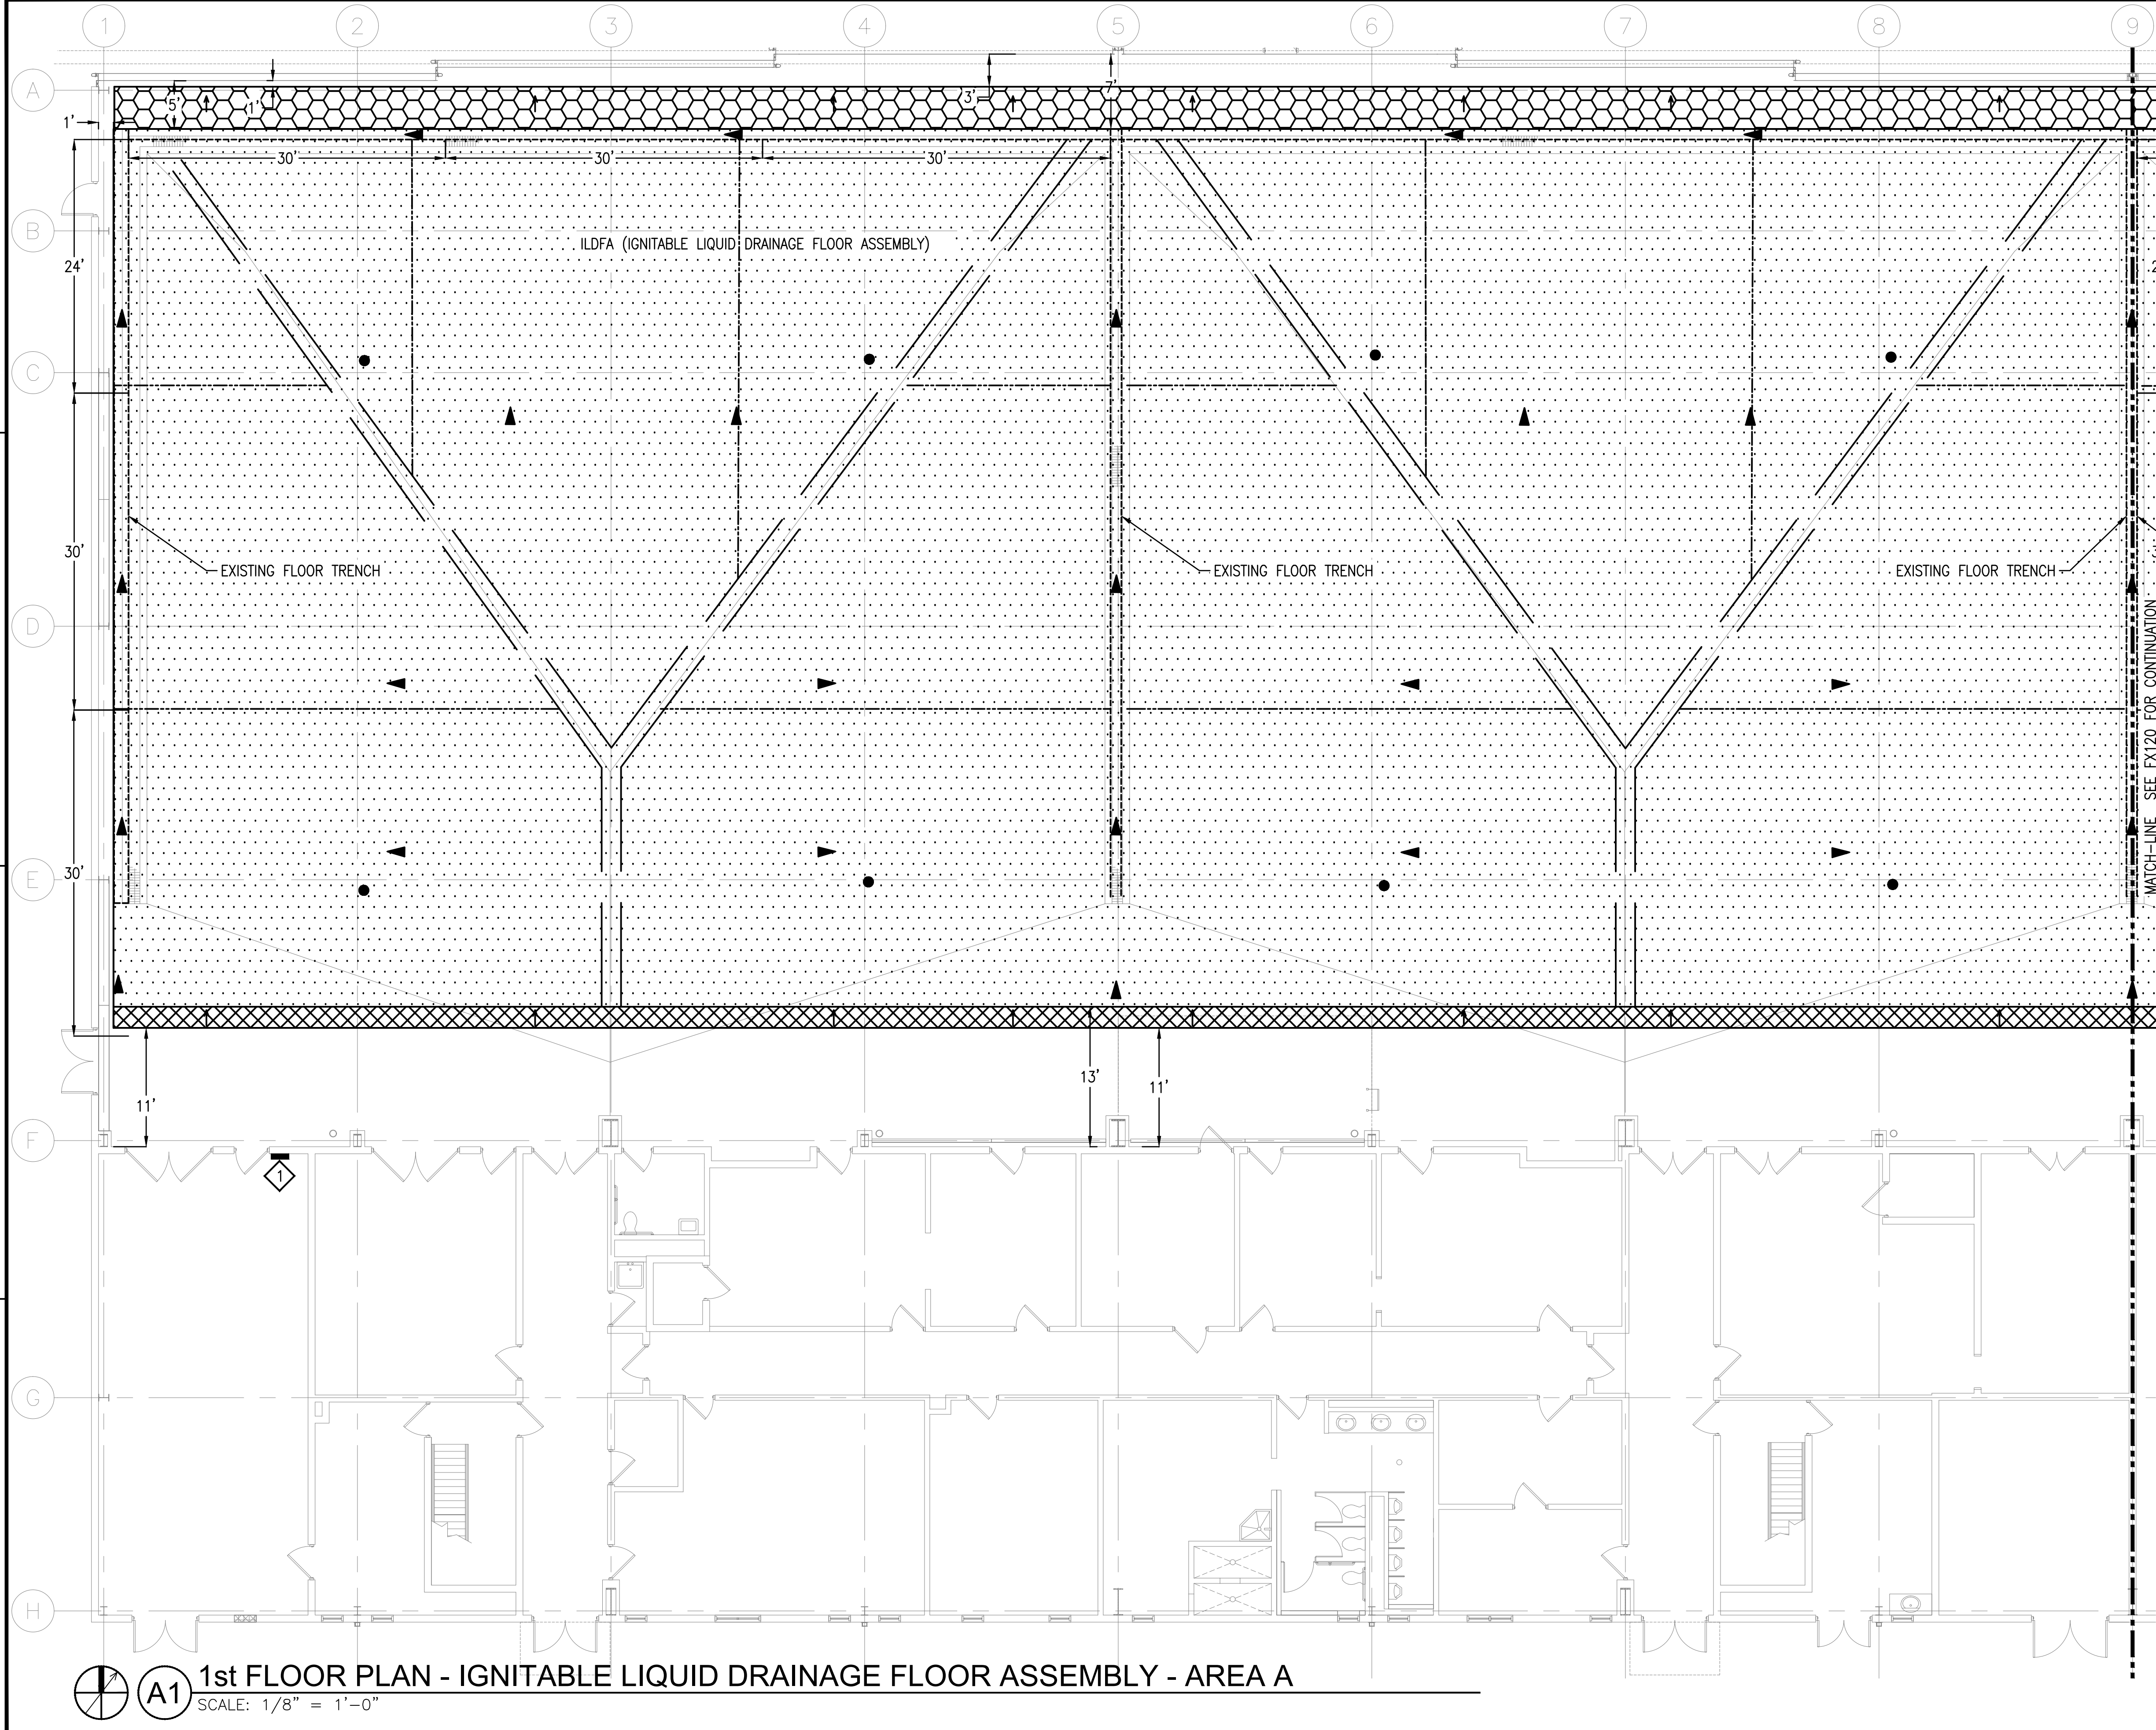 1 2 3 4 5 6 7 8 9
A
5' 1' 3' 7'
1'
30' 30' 30'
B
ILDFA (IGNITABLE LIQUID DRAINAGE FLOOR ASSEMBLY)
24'
C
30'
EXISTING FLOOR TRENCH
EXISTING FLOOR TRENCH
EXISTING FLOOR TRENCH
D
MATCH-LINE SEE FX120 FOR CONTINUATION
E
30'
11'
13'
11'
F
1
G
H
A1
1st FLOOR PLAN - IGNITABLE LIQUID DRAINAGE FLOOR ASSEMBLY - AREA A
SCALE: 1/8" = 1'-0"